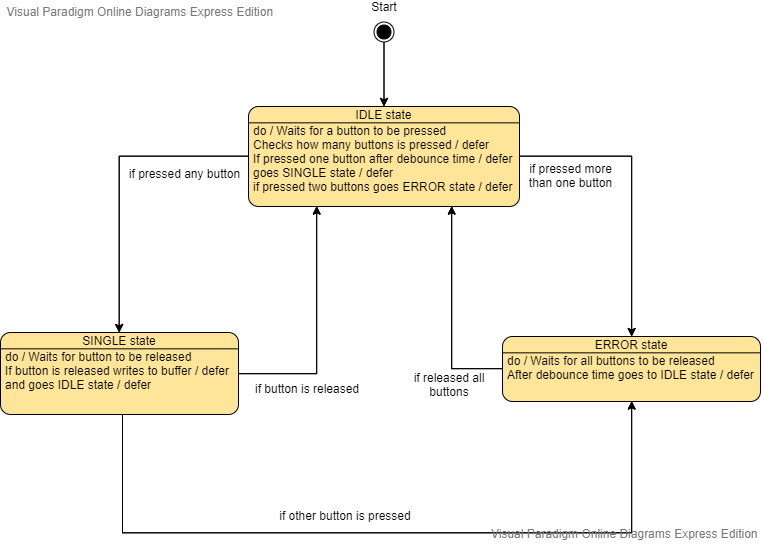 Visual Paradigm Online Diagrams Express Edition
Start
IDLE state
do / Waits for a button to be pressed
Checks how many buttons is pressed / defer
If pressed one button after debounce time / defer
goes SINGLE state / defer
if pressed two buttons goes ERROR state / defer
if pressed any button
if pressed more
than one button
SINGLE state
do / Waits for button to be released
If button is released writes to buffer / defer
and goes IDLE state / defer
if button is released
if released all
buttons
ERROR state
do / Waits for all buttons to be released
After debounce time goes to IDLE state / defer
if other button is pressed
Visual Paradigm Online Diagrams Express Edition